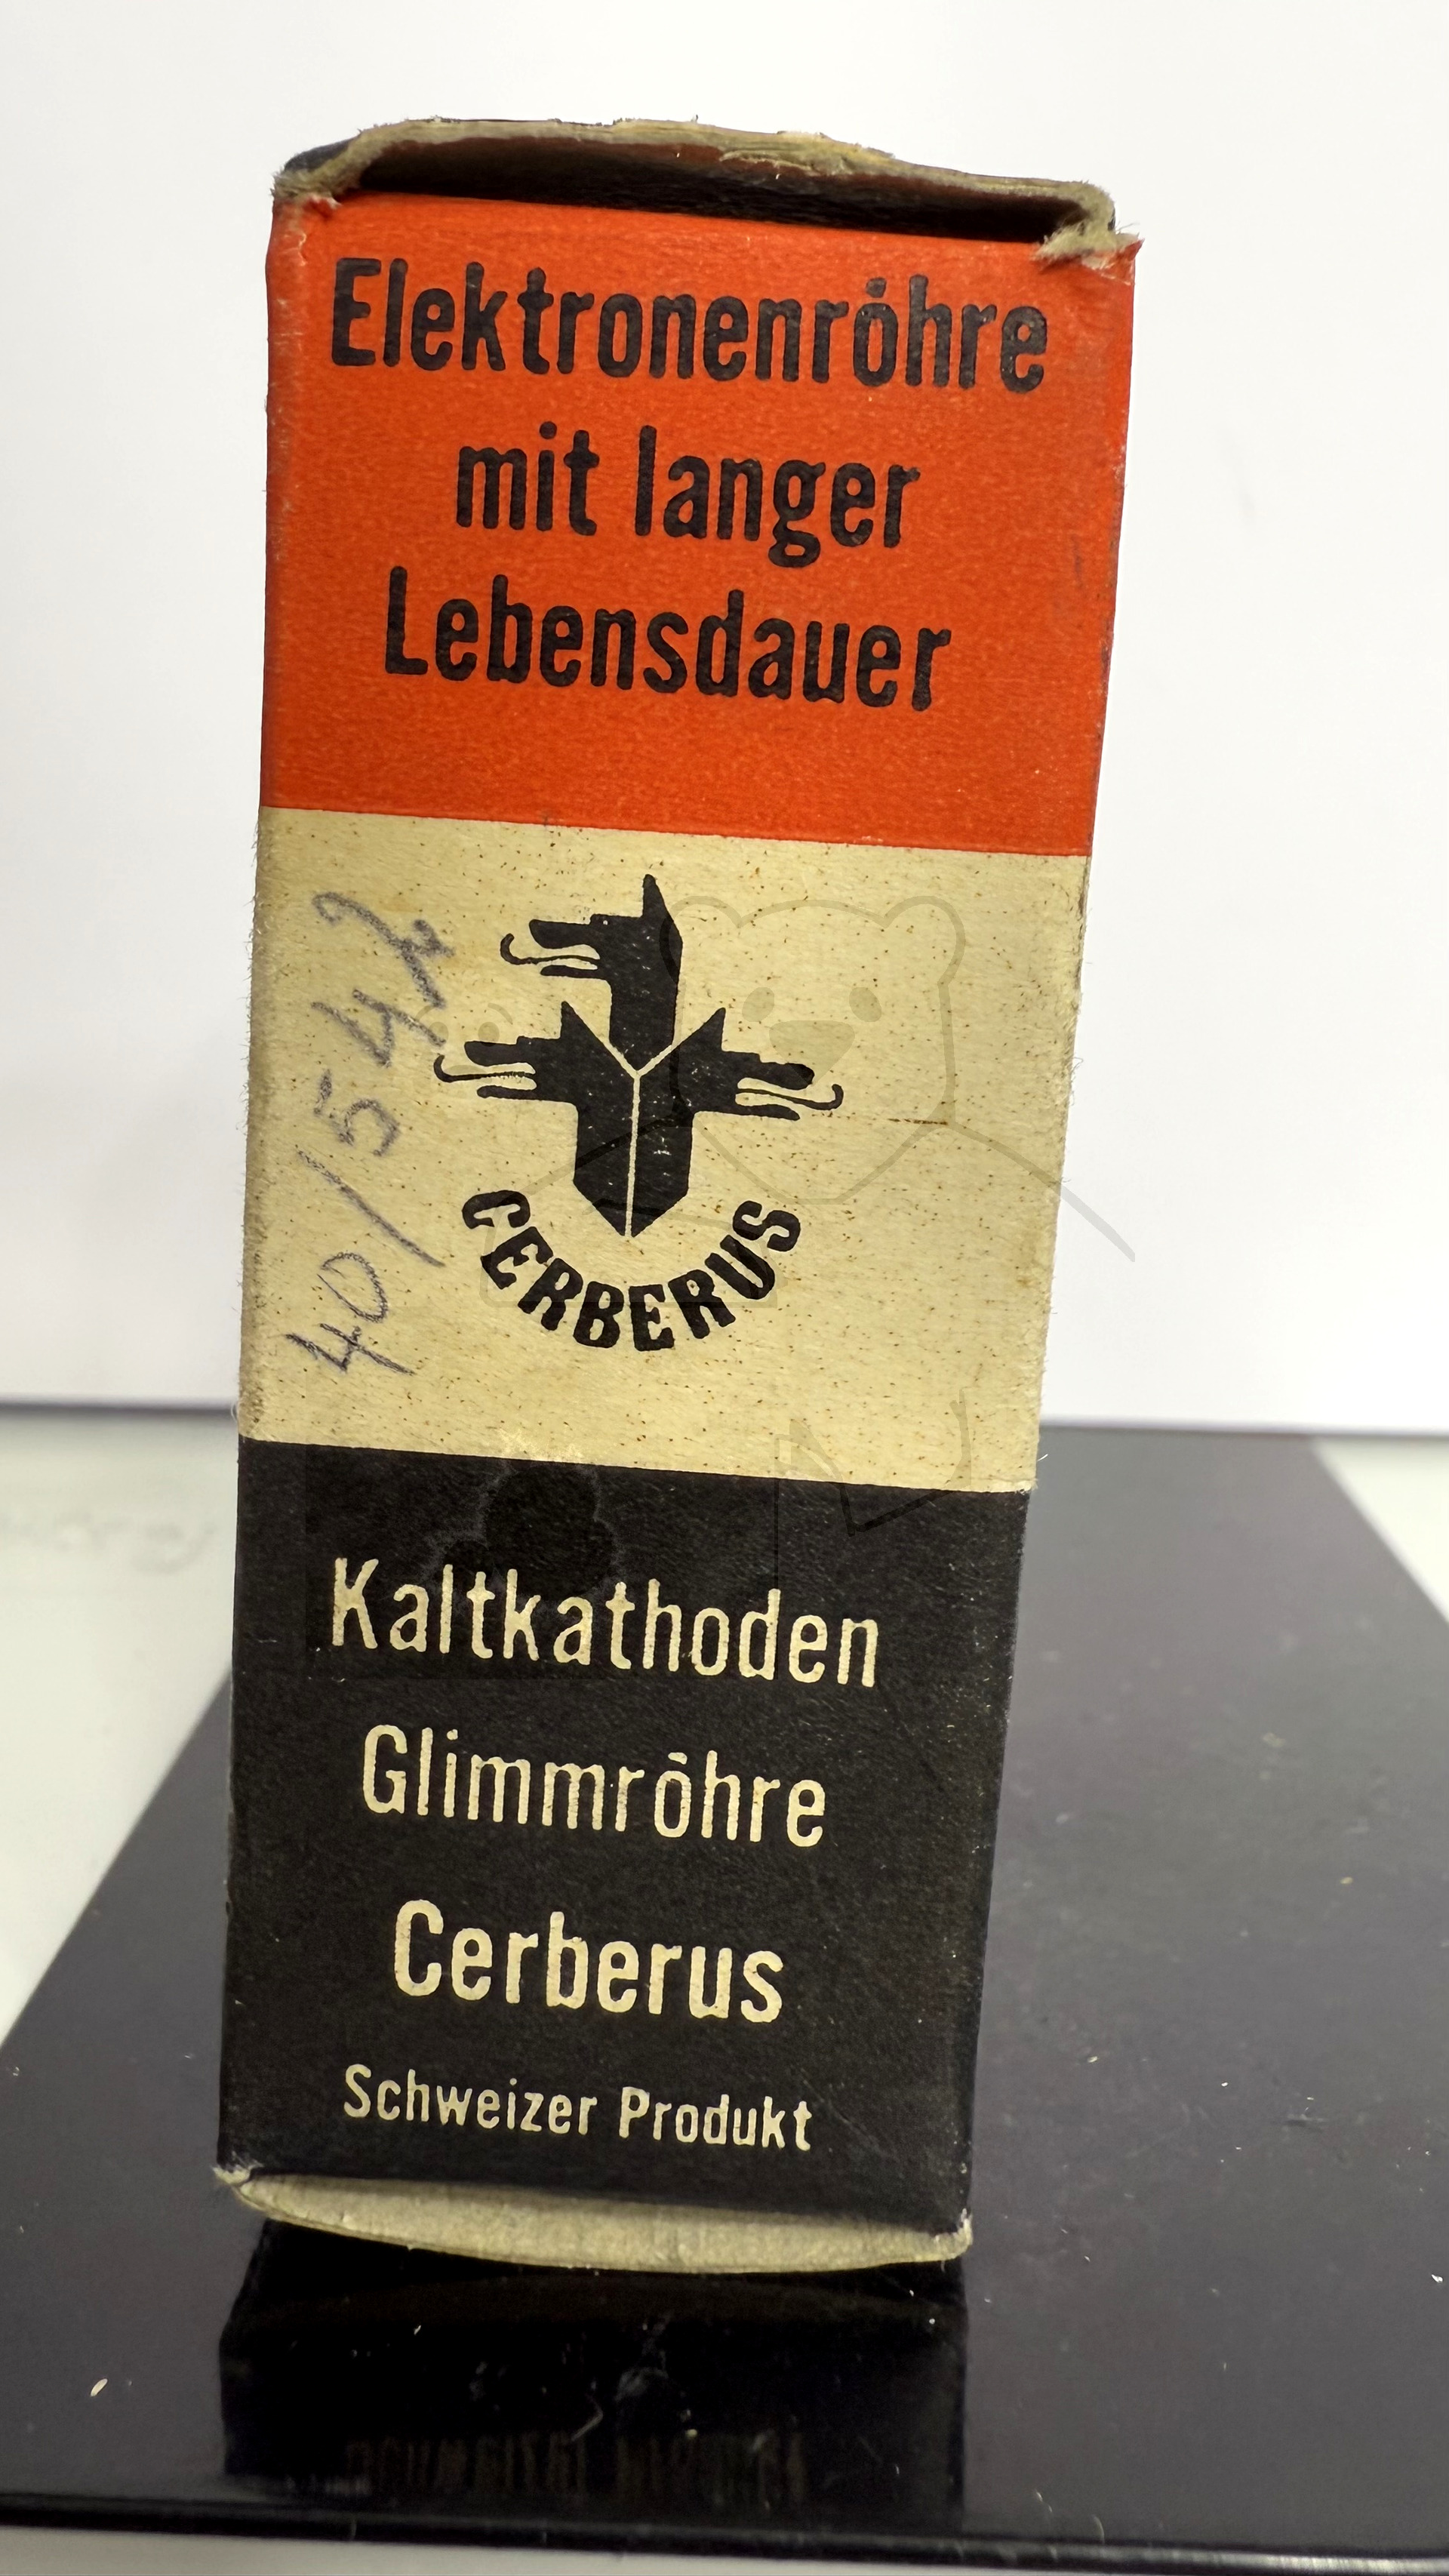 Elektronenröhre
mit langer
Lebensdauer
40/542
CERBERUS
Kaltkathoden
Glimmröhre
Cerberus
Schweizer Produkt